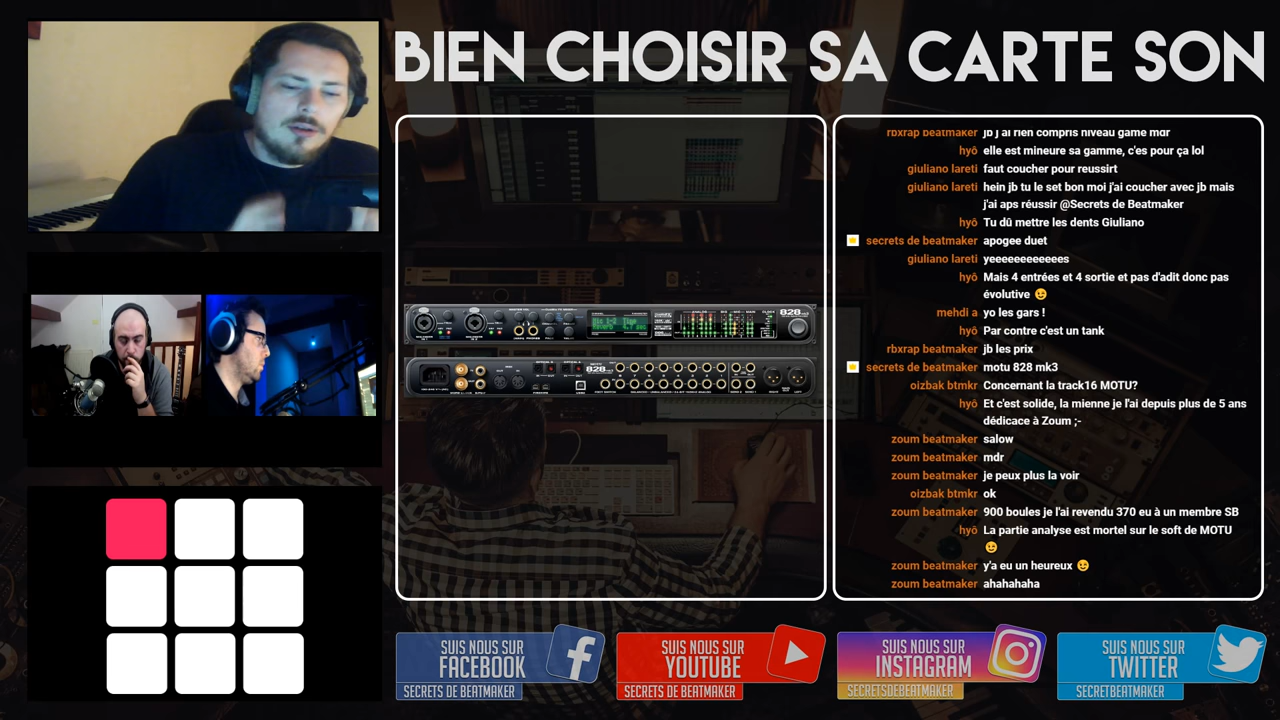 BIEN CHOISIR SA CARTE SON
rbxrap beatmaker jb j ai rien compris niveau game mdr
hyō elle est mineure sa gamme, c'es pour ça lol
giuliano lareti faut coucher pour reussirt
giuliano lareti hein jb tu le set bon moi j'ai coucher avec jb mais
j'ai aps réussir @Secrets de Beatmaker
hyō Tu dû mettre les dents Giuliano
secrets de beatmaker apogee duet
giuliano lareti yeeeeeeeeeeees
hyō Mais 4 entrées et 4 sortie et pas d'adit donc pas
évolutive 😉
mehdi a yo les gars !
hyō Par contre c'est un tank
rbxrap beatmaker jb les prix
secrets de beatmaker motu 828 mk3
oizbak btmkr Concernant la track16 MOTU?
hyō Et c'est solide, la mienne je l'ai depuis plus de 5 ans
dédicace à Zoum ;-
zoum beatmaker salow
zoum beatmaker mdr
zoum beatmaker je peux plus la voir
oizbak btmkr ok
zoum beatmaker 900 boules je l'ai revendu 370 eu à un membre SB
hyō La partie analyse est mortel sur le soft de MOTU
😉
zoum beatmaker y'a eu un heureux 😉
zoum beatmaker ahahahaha
828
828
SUIS NOUS SUR
FACEBOOK
SECRETS DE BEATMAKER
SUIS NOUS SUR
YOUTUBE
SECRETS DE BEATMAKER
SUIS NOUS SUR
INSTAGRAM
SECRETSDEBEATMAKER
SUIS NOUS SUR
TWITTER
SECRETBEATMAKER